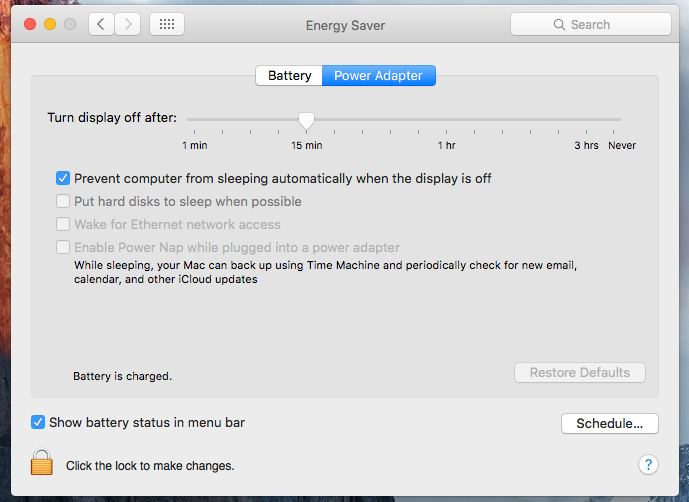 Energy Saver
Search
Battery
Power Adapter
Turn display off after:
1 min
15 min
1 hr
3 hrs
Never
Prevent computer from sleeping automatically when the display is off
Put hard disks to sleep when possible
Wake for Ethernet network access
Enable Power Nap while plugged into a power adapter
While sleeping, your Mac can back up using Time Machine and periodically check for new email,
calendar, and other iCloud updates
Battery is charged.
Restore Defaults
Show battery status in menu bar
Schedule...
Click the lock to make changes.
?